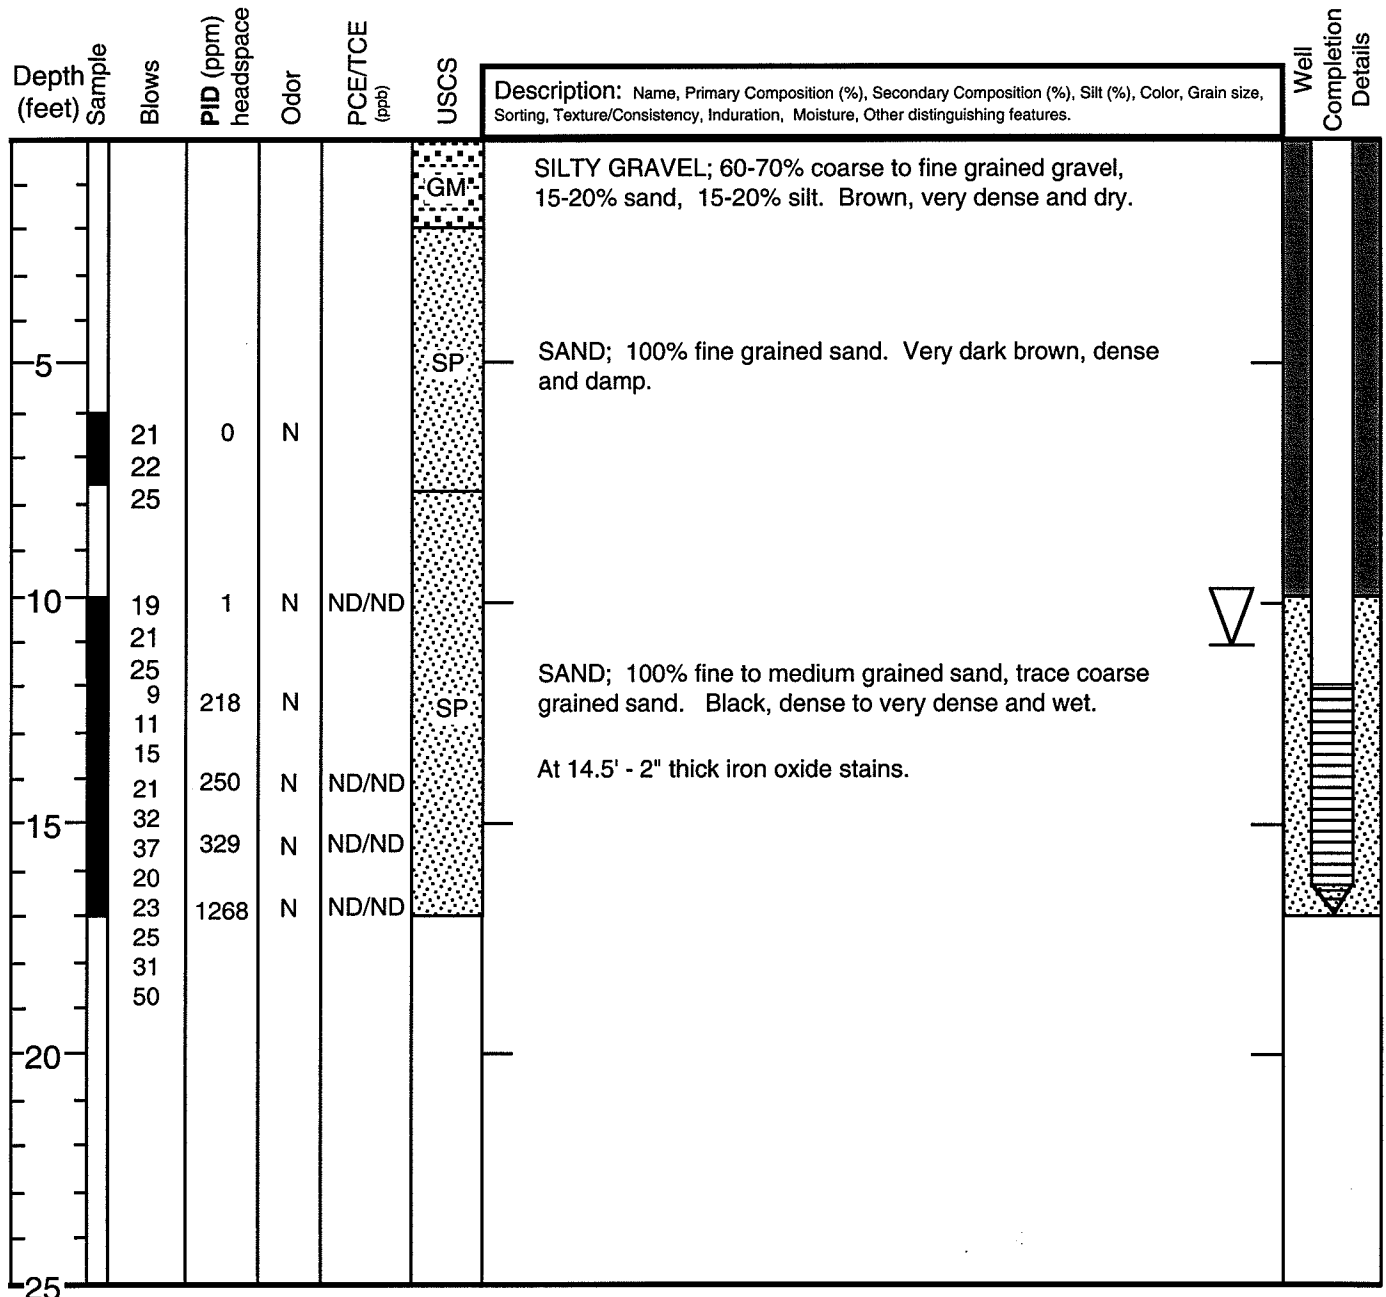 Depth
(feet)
Sample
Blows
PID (ppm)
headspace
Odor
PCE/TCE
(ppb)
USCS
Description: Name, Primary Composition (%), Secondary Composition (%), Silt (%), Color, Grain size,
Sorting, Texture/Consistency, Induration, Moisture, Other distinguishing features.
Well
Completion
Details
GM
SILTY GRAVEL; 60-70% coarse to fine grained gravel,
15-20% sand, 15-20% silt. Brown, very dense and dry.
5
SP
SAND; 100% fine grained sand. Very dark brown, dense
and damp.
21 0 N
22
25
10 19 1 N ND/ND
21
25
9
218 N
11
15
SP
SAND; 100% fine to medium grained sand, trace coarse
grained sand. Black, dense to very dense and wet.
At 14.5' - 2" thick iron oxide stains.
21 250 N ND/ND
32
15
37 329 N ND/ND
20
23 1268 N ND/ND
25
31
50
20
25